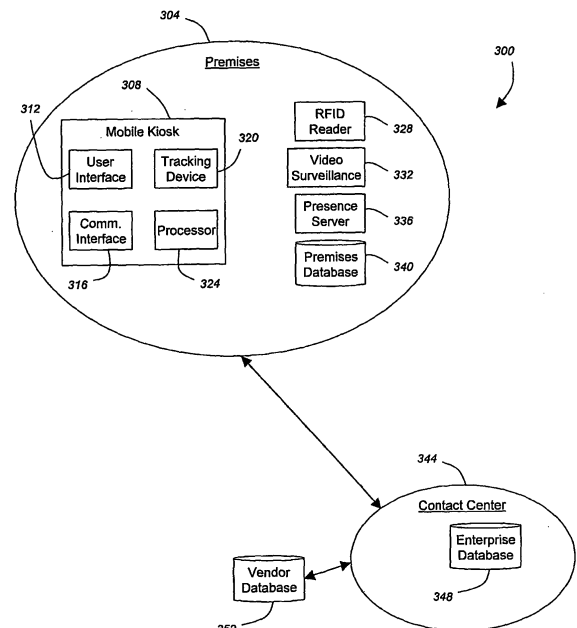 304
Premises
300
308
312
Mobile Kiosk
320
User
Interface
Tracking
Device
Comm.
Interface
Processor
316
324
RFID
Reader
328
Video
Surveillance
332
Presence
Server
336
Premises
Database
340
344
Contact Center
Enterprise
Database
348
Vendor
Database